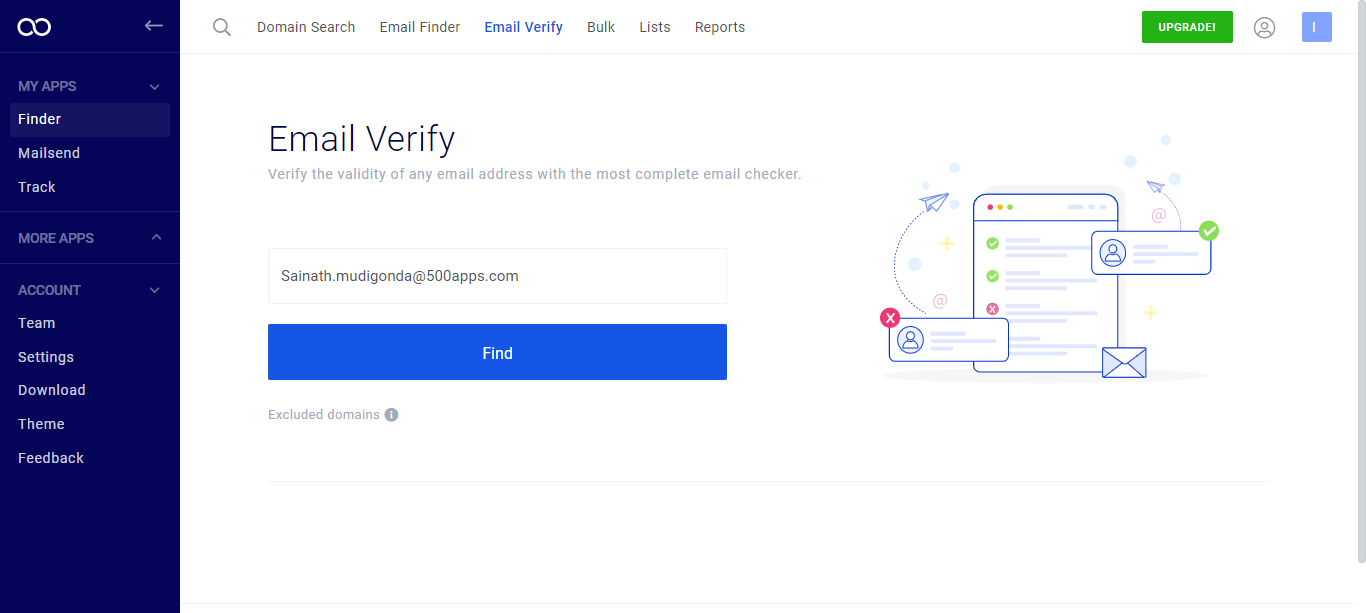 Domain Search Email Finder Email Verify Bulk Lists Reports UPGRADE! I
MY APPS
Finder
Mailsend
Track
MORE APPS
ACCOUNT
Team
Settings
Download
Theme
Feedback
Email Verify
Verify the validity of any email address with the most complete email checker.
Sainath.mudigonda@500apps.com
Find
Excluded domains i
@
@
X
X